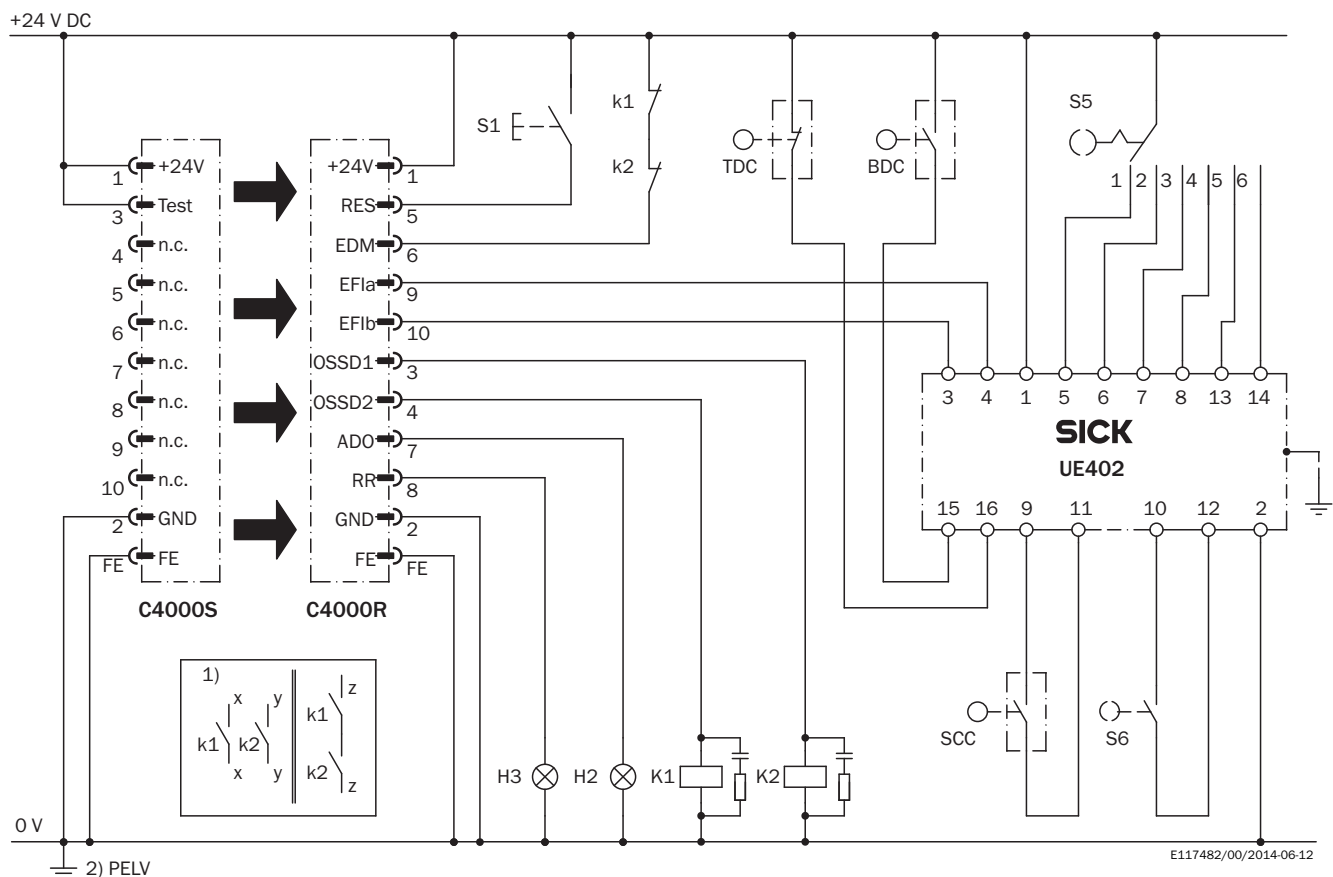 +24 V DC
S1
k1
k2
TDC
BDC
S5
1 2 3 4 5 6
1 +24V
3 Test
4 n.c.
5 n.c.
6 n.c.
7 n.c.
8 n.c.
9 n.c.
10 n.c.
2 GND
FE FE
C4000S
+24V 1
RES 5
EDM 6
EFIa 9
EFIb 10
OSSD1 3
OSSD2 4
ADO 7
RR 8
GND 2
FE FE
C4000R
3 4 1 5 6 7 8 13 14
SICK
UE402
15 16 9 11 10 12 2
1)
x y z
k1 k2 k1
x y k2 z
H3
H2
K1
K2
SCC
S6
0 V
2) PELV
E117482/00/2014-06-12